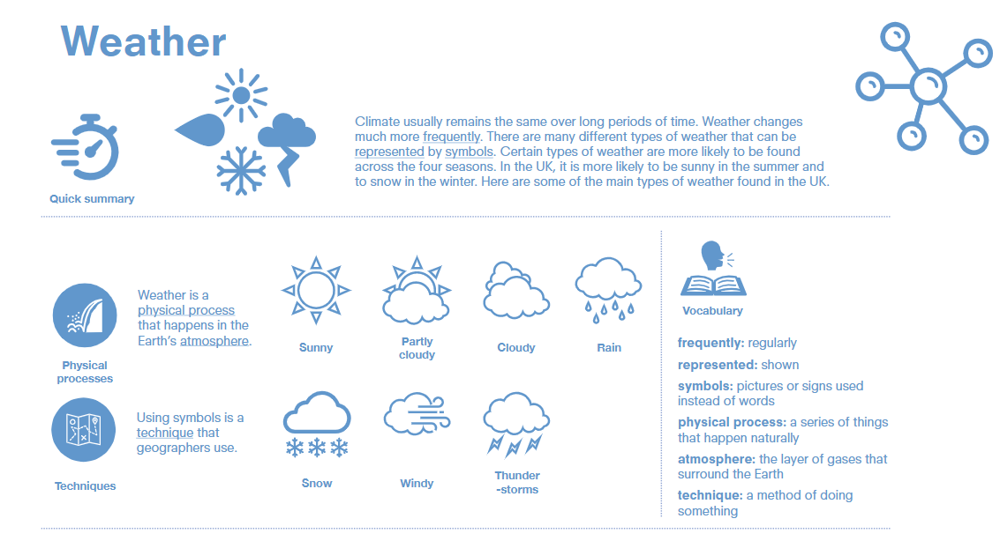 Weather
Quick summary
Climate usually remains the same over long periods of time. Weather changes
much more frequently. There are many different types of weather that can be
represented by symbols. Certain types of weather are more likely to be found
across the four seasons. In the UK, it is more likely to be sunny in the summer and
to snow in the winter. Here are some of the main types of weather found in the UK.
Physical
processes
Weather is a
physical process
that happens in the
Earth's atmosphere.
Techniques
Using symbols is a
technique that
geographers use.
Sunny
Partly
cloudy
Cloudy
Rain
Snow
Windy
Thunder
-storms
Vocabulary
frequently: regularly
represented: shown
symbols: pictures or signs used
instead of words
physical process: a series of things
that happen naturally
atmosphere: the layer of gases that
surround the Earth
technique: a method of doing
something